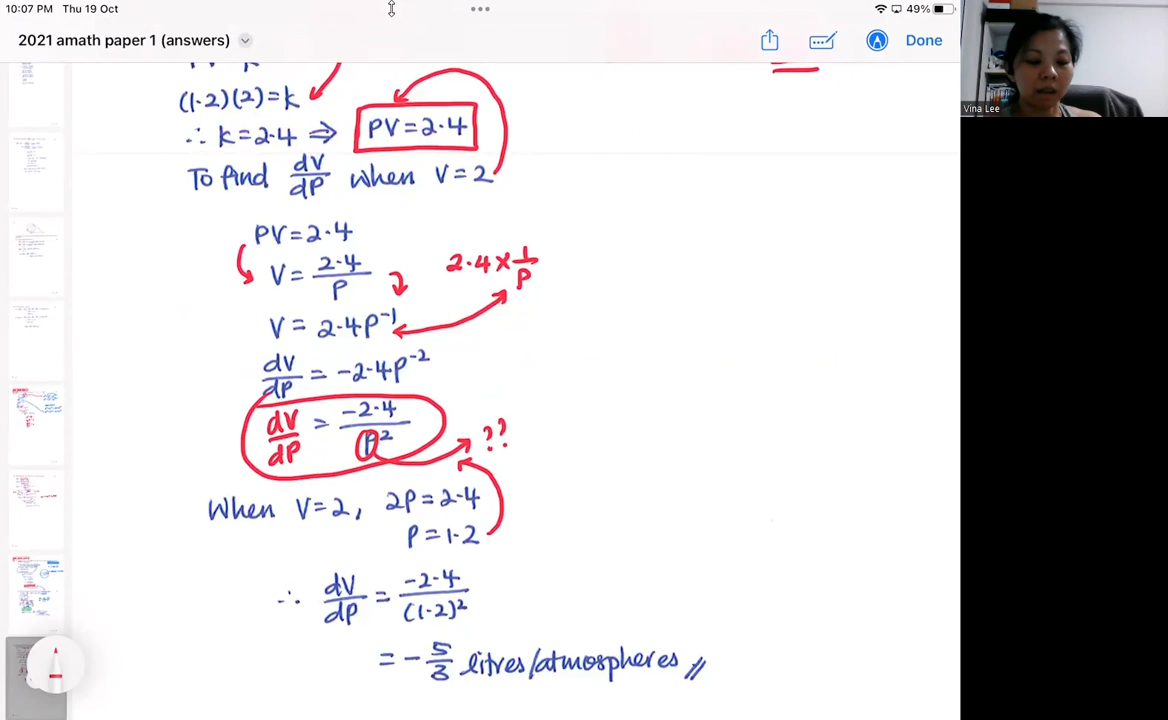 10:07 PM Thu 19 Oct
49%
2021 amath paper 1 (answers)
Done
Vina Lee
(1.2)(2)=k
∴ k=2.4 ⇒ PV=2.4
To find dV/dP when V=2
PV=2.4
V= 2.4/P
2.4×1/P
V= 2.4P⁻¹
dV/dP = -2.4P⁻²
dV/dP = -2.4/P²
??
When V=2, 2P=2.4
P=1.2
∴ dV/dP = -2.4/(1.2)²
= -5/3 litres/atmospheres //